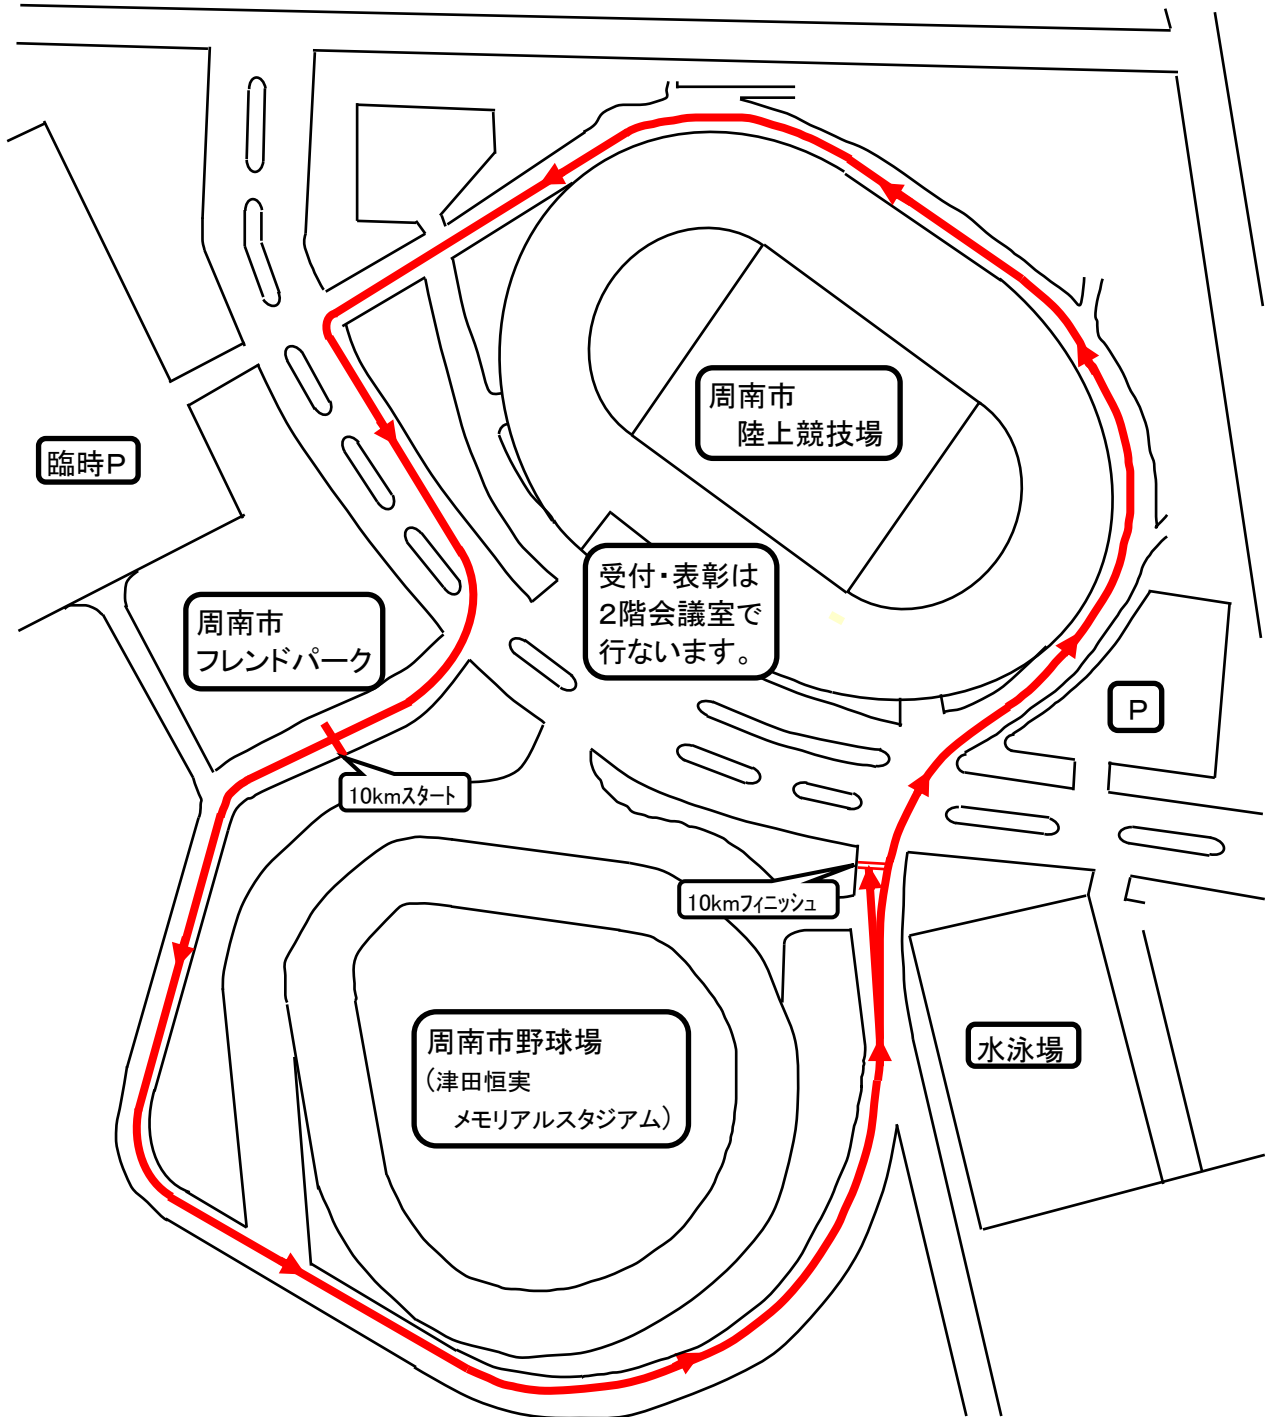 周南市
陸上競技場
臨時P
受付・表彰は
2階会議室で
行ないます。
周南市
フレンドパーク
P
10kmスタート
10kmフィニッシュ
周南市野球場
(津田恒実
メモリアルスタジアム)
水泳場